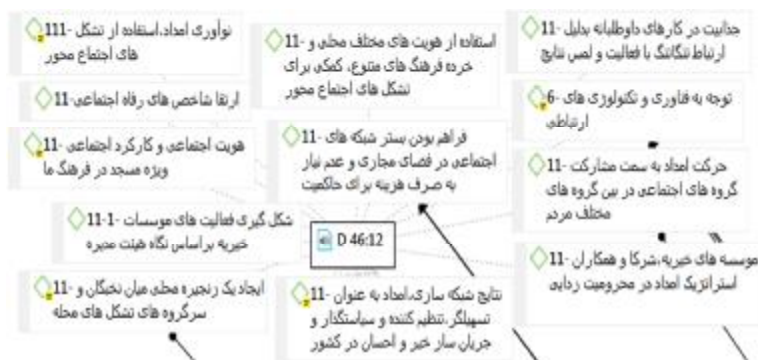 نوآوری امداد،استفاده از تشکل -111
های اجتماع محور
ارتقا شاخص های رفاه اجتماعی-11
هویت اجتماعی و کارکرد اجتماعی -11
ویژه مسجد در فرهنگ ما
شکل گیری فعالیت های موسسات -1-11
خیریه براساس نگاه هیئت مدیره
ایجاد یک زنجیره محلی میان نخبگان و -11
سرگروه های تشکل های محله
استفاده از هویت های مختلف محلی و -11
خرده فرهنگ های متنوع، کمکی برای
تشکل های اجتماع محور
فراهم بودن بستر شبکه های -11
اجتماعی در فضای مجازی و عدم نیاز
به صرف هزینه برای حاکمیت
D 46:12
نتایج شبکه سازی،امداد به عنوان -11
تسهیلگر،تنظیم کننده و سیاستگذار و
جریان ساز خیر و احسان در کشور
جذابیت در کارهای داوطلبانه بدلیل -11
ارتباط تنگاتنگ با فعالیت و لمس نتایج
توجه به فناوری و تکنولوژی های -6
ارتباطی
حرکت امداد به سمت مشارکت -11
گروه های اجتماعی در بین گروه های
مختلف مردم
موسسه های خیریه،شرکا و همکاران -11
استراتژیک امداد در محرومیت زدایی